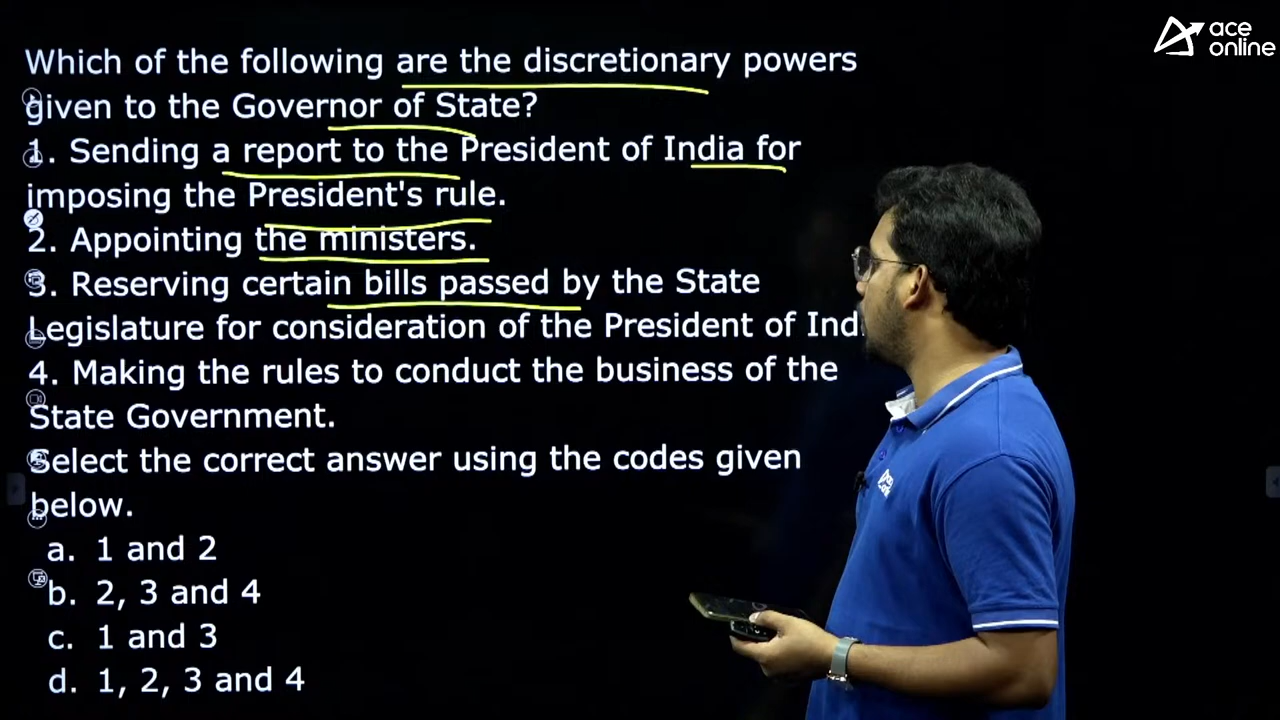 ace
online
Which of the following are the discretionary powers
given to the Governor of State?
1. Sending a report to the President of India for
imposing the President's rule.
2. Appointing the ministers.
3. Reserving certain bills passed by the State
Legislature for consideration of the President of Indi
4. Making the rules to conduct the business of the
State Government.
Select the correct answer using the codes given
below.
a. 1 and 2
b. 2, 3 and 4
c. 1 and 3
d. 1, 2, 3 and 4